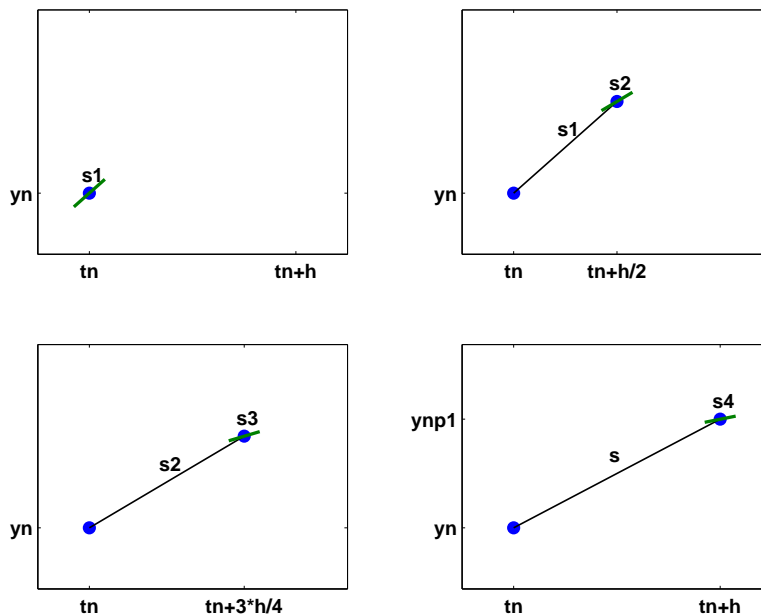 s1
yn
tn tn+h
s2
s1
yn
tn tn+h/2
s3
s2
yn
tn tn+3*h/4
s4
ynp1
s
yn
tn tn+h